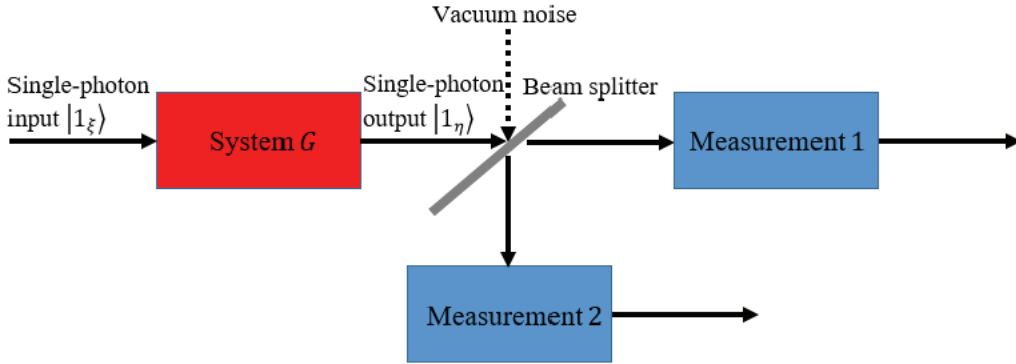 Vacuum noise
Single-photon
input |1ξ⟩
System G
Single-photon
output |1η⟩
Beam splitter
Measurement 1
Measurement 2